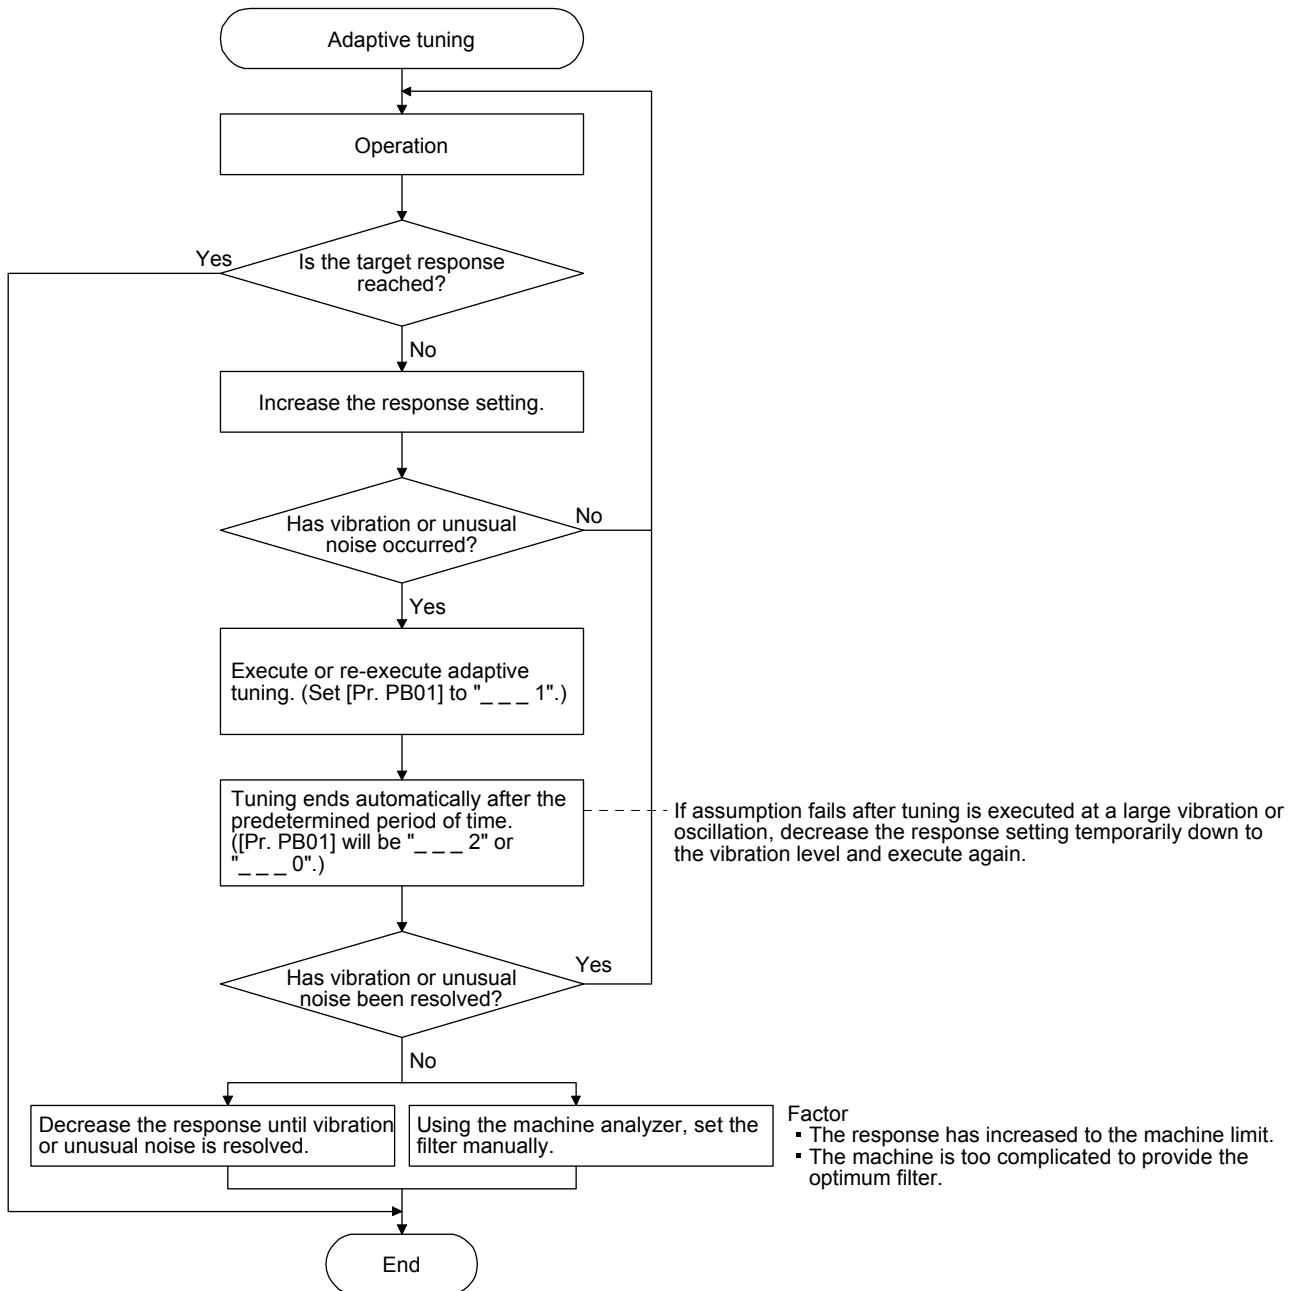 Adaptive tuning
Operation
Yes
Is the target response
reached?
No
Increase the response setting.
Has vibration or unusual
noise occurred?
No
Yes
Execute or re-execute adaptive
tuning. (Set [Pr. PB01] to "_ _ _ 1".)
Tuning ends automatically after the
predetermined period of time.
([Pr. PB01] will be "_ _ _ 2" or
"_ _ _ 0".)
If assumption fails after tuning is executed at a large vibration or
oscillation, decrease the response setting temporarily down to
the vibration level and execute again.
Has vibration or unusual
noise been resolved?
Yes
No
Decrease the response until vibration
or unusual noise is resolved.
Using the machine analyzer, set the
filter manually.
Factor
▪ The response has increased to the machine limit.
▪ The machine is too complicated to provide the
optimum filter.
End